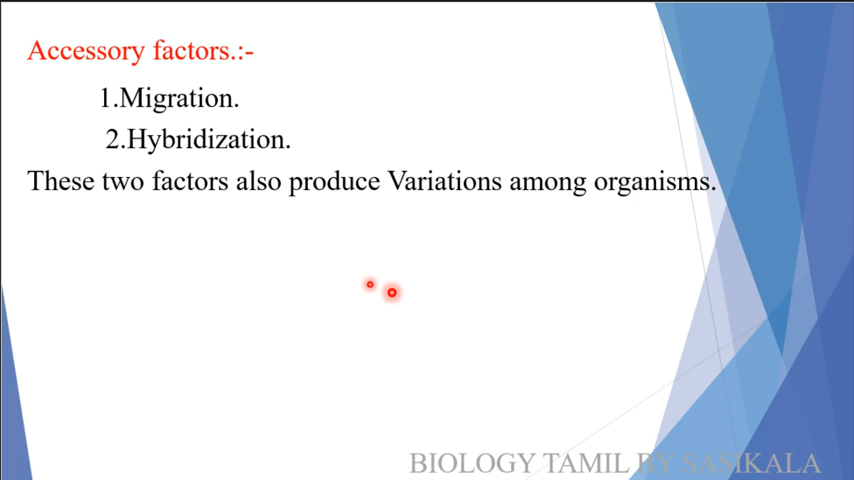 Accessory factors.:-
1.Migration.
2.Hybridization.
These two factors also produce Variations among organisms.
BIOLOGY TAMIL BY SASIKALA